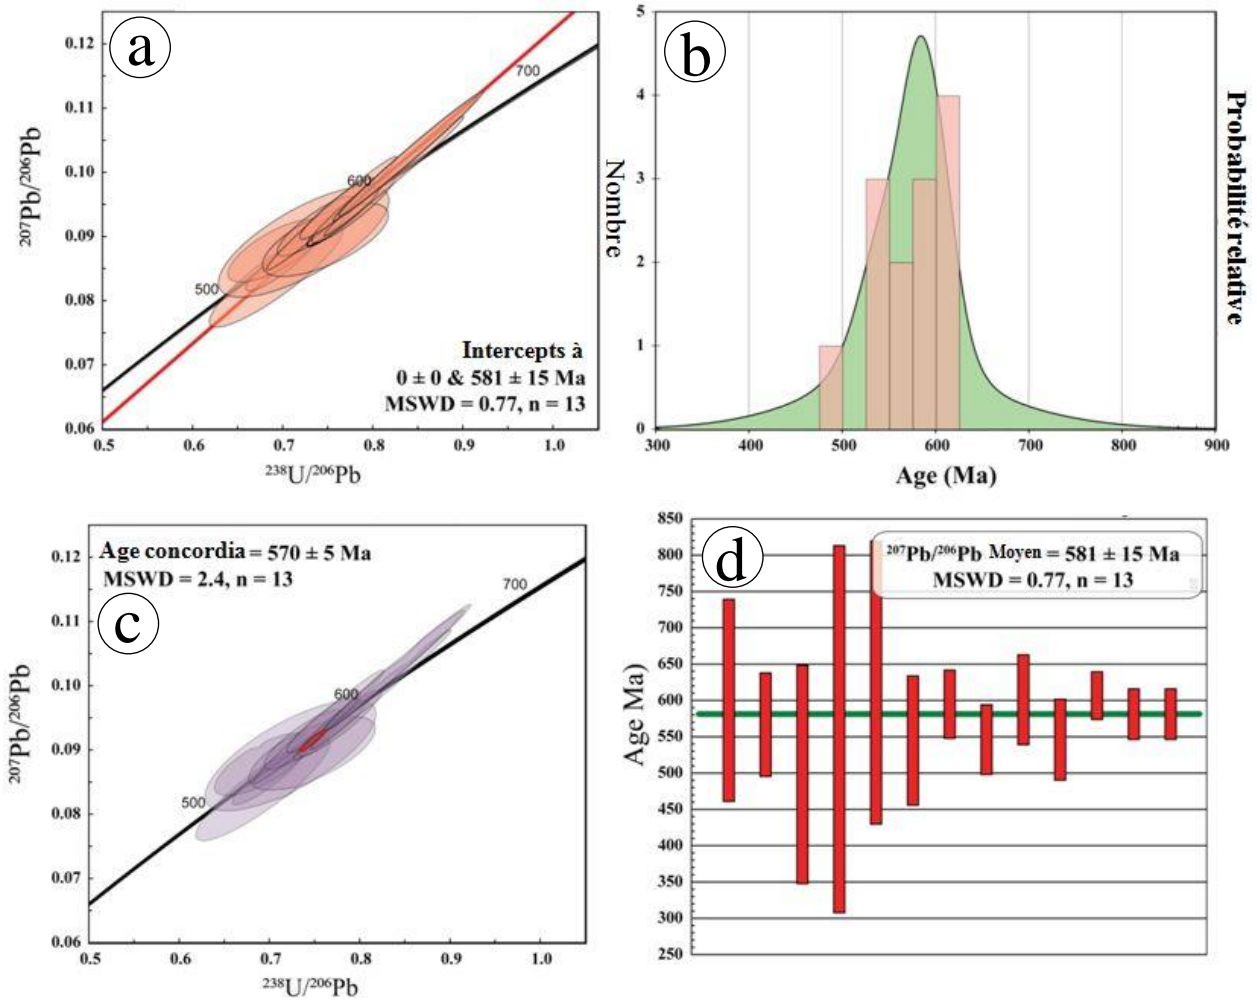 a
0.12
0.11
0.10
0.09
0.08
0.07
0.06
207Pb/206Pb
700
600
500
Intercepts à
0 ± 0 & 581 ± 15 Ma
MSWD = 0.77, n = 13
0.5 0.6 0.7 0.8 0.9 1.0
238U/206Pb
b
5
4
3
2
1
0
Nombre
Probabilité relative
300 400 500 600 700 800 900
Age (Ma)
c
Age concordia = 570 ± 5 Ma
MSWD = 2.4, n = 13
0.12
0.11
0.10
0.09
0.08
0.07
0.06
207Pb/206Pb
700
600
500
0.5 0.6 0.7 0.8 0.9 1.0
238U/206Pb
d
207Pb/206Pb Moyen = 581 ± 15 Ma
MSWD = 0.77, n = 13
850
800
750
700
650
600
550
500
450
400
350
300
250
Age Ma)